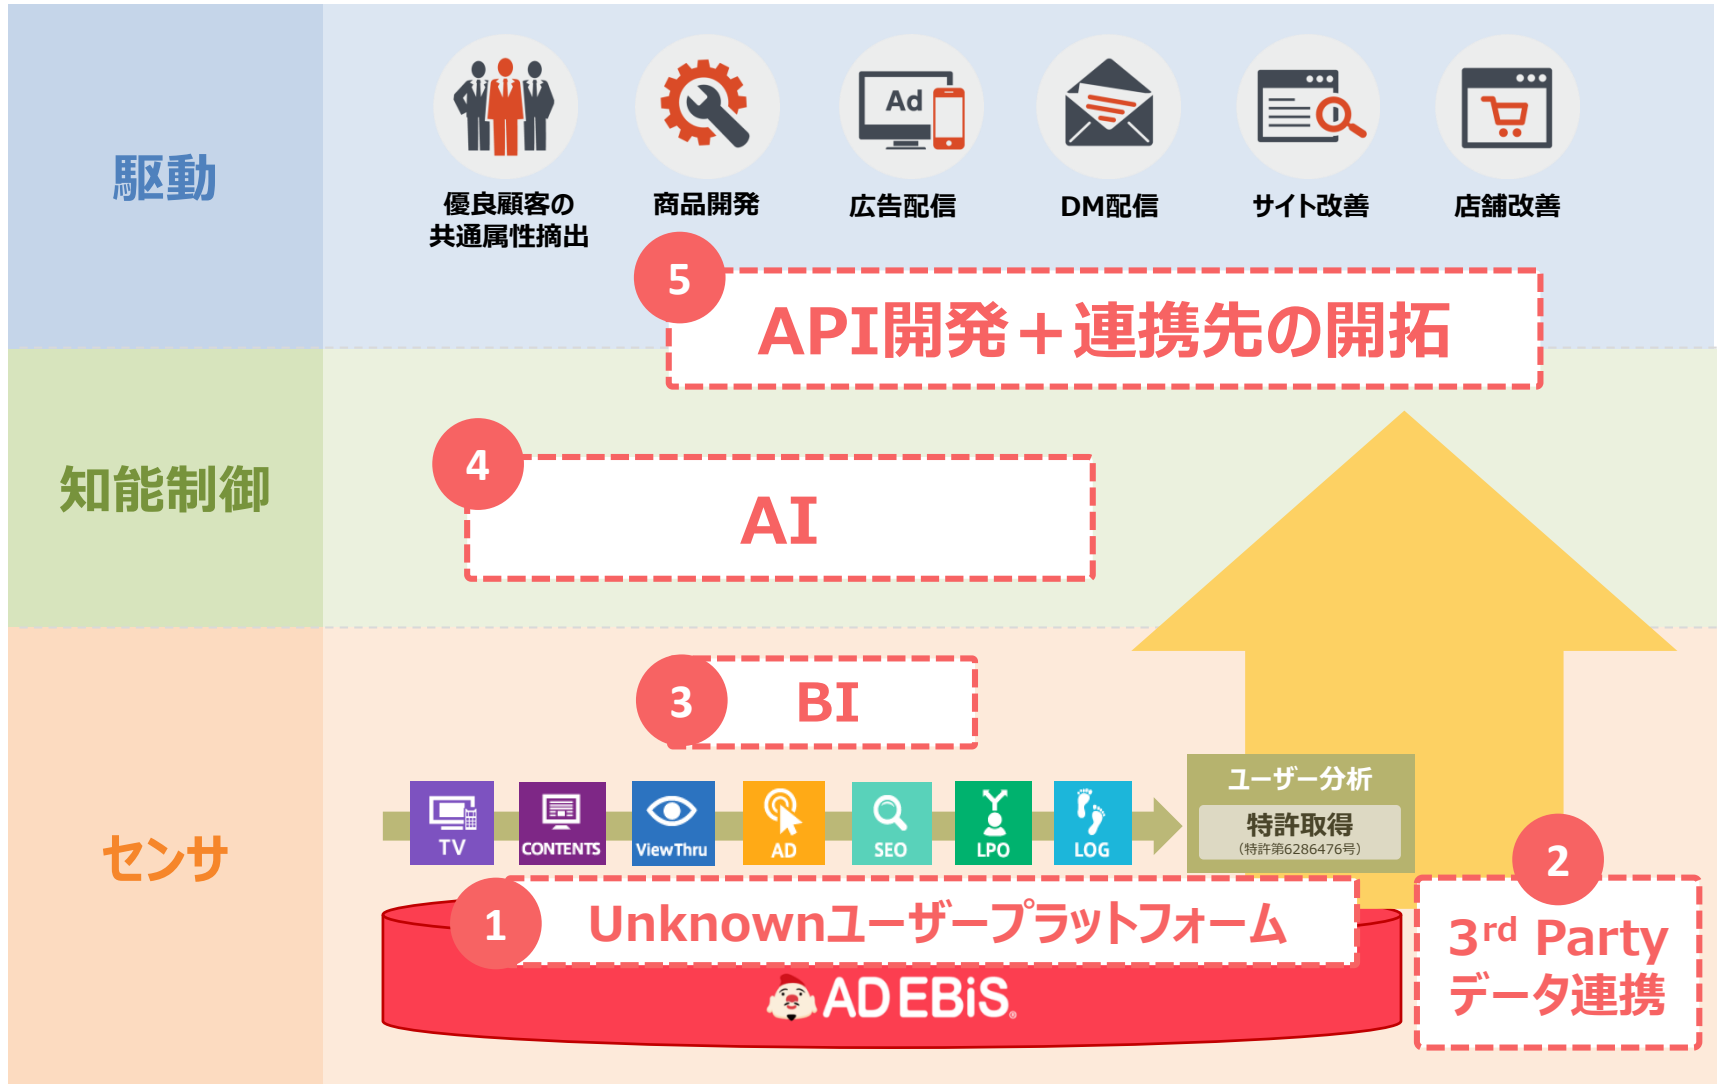 駆動
Ad
優良顧客の
共通属性摘出
商品開発
広告配信
DM配信
サイト改善
店舗改善
5
API開発＋連携先の開拓
知能制御
4
AI
センサ
3
BI
TV
CONTENTS
ViewThru
AD
SEO
LPO
LOG
ユーザー分析
特許取得
(特許第6286476号)
1
Unknownユーザープラットフォーム
AD EBiS®
2
3rd Party
データ連携